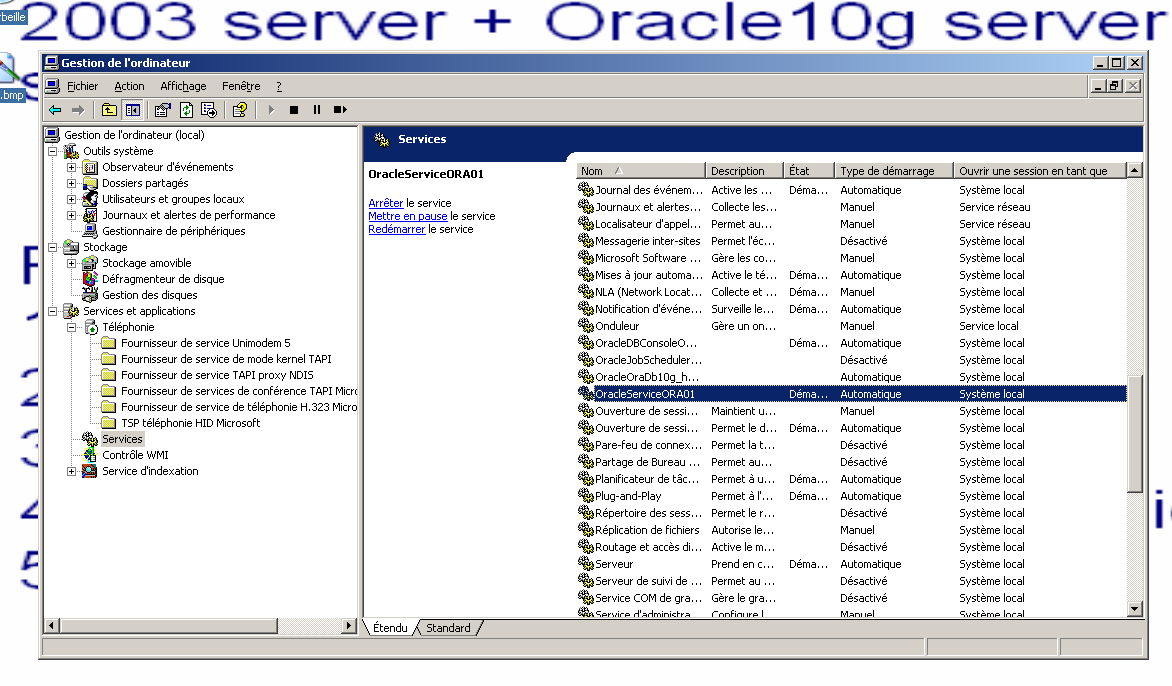 2003 server + Oracle10g server
.bmp
Gestion de l'ordinateur
Fichier Action Affichage Fenêtre ?
Gestion de l'ordinateur (local)
Outils système
Observateur d'événements
Dossiers partagés
Utilisateurs et groupes locaux
Journaux et alertes de performance
Gestionnaire de périphériques
Stockage
Stockage amovible
Défragmenteur de disque
Gestion des disques
Services et applications
Téléphonie
Fournisseur de service Unimodem 5
Fournisseur de service de mode kernel TAPI
Fournisseur de service TAPI proxy NDIS
Fournisseur de services de conférence TAPI Micr
Fournisseur de service de téléphonie H.323 Micro
TSP téléphonie HID Microsoft
Services
Contrôle WMI
Service d'indexation
Services
OracleServiceORA01
Arrêter le service
Mettre en pause le service
Redémarrer le service
Nom Description État Type de démarrage Ouvrir une session en tant que
Journal des événem... Active les ... Déma... Automatique Système local
Journaux et alertes... Collecte les... Manuel Service réseau
Localisateur d'appel... Permet au... Manuel Service réseau
Messagerie inter-sites Permet l'éc... Désactivé Système local
Microsoft Software ... Gère les co... Manuel Système local
Mises à jour automa... Active le té... Déma... Automatique Système local
NLA (Network Locat... Collecte et ... Déma... Manuel Système local
Notification d'événe... Surveille le... Déma... Automatique Système local
Onduleur Gère un on... Manuel Service local
OracleDBConsoleO... Déma... Automatique Système local
OracleJobScheduler... Désactivé Système local
OracleOraDb10g_h... Automatique Système local
OracleServiceORA01 Déma... Automatique Système local
Ouverture de sessi... Maintient u... Manuel Système local
Ouverture de sessi... Permet le d... Déma... Automatique Système local
Pare-feu de connex... Permet la t... Désactivé Système local
Partage de Bureau ... Permet au... Désactivé Système local
Planificateur de tâc... Permet à u... Déma... Automatique Système local
Plug-and-Play Permet à l'... Déma... Automatique Système local
Répertoire des sess... Permet le r... Désactivé Système local
Réplication de fichiers Autorise le... Manuel Système local
Routage et accès di... Active le m... Désactivé Système local
Serveur Prend en c... Déma... Automatique Système local
Serveur de suivi de ... Permet au ... Désactivé Système local
Service COM de gra... Gère le gra... Désactivé Système local
Service d'administra... Configure l... Manuel Système local
Étendu Standard